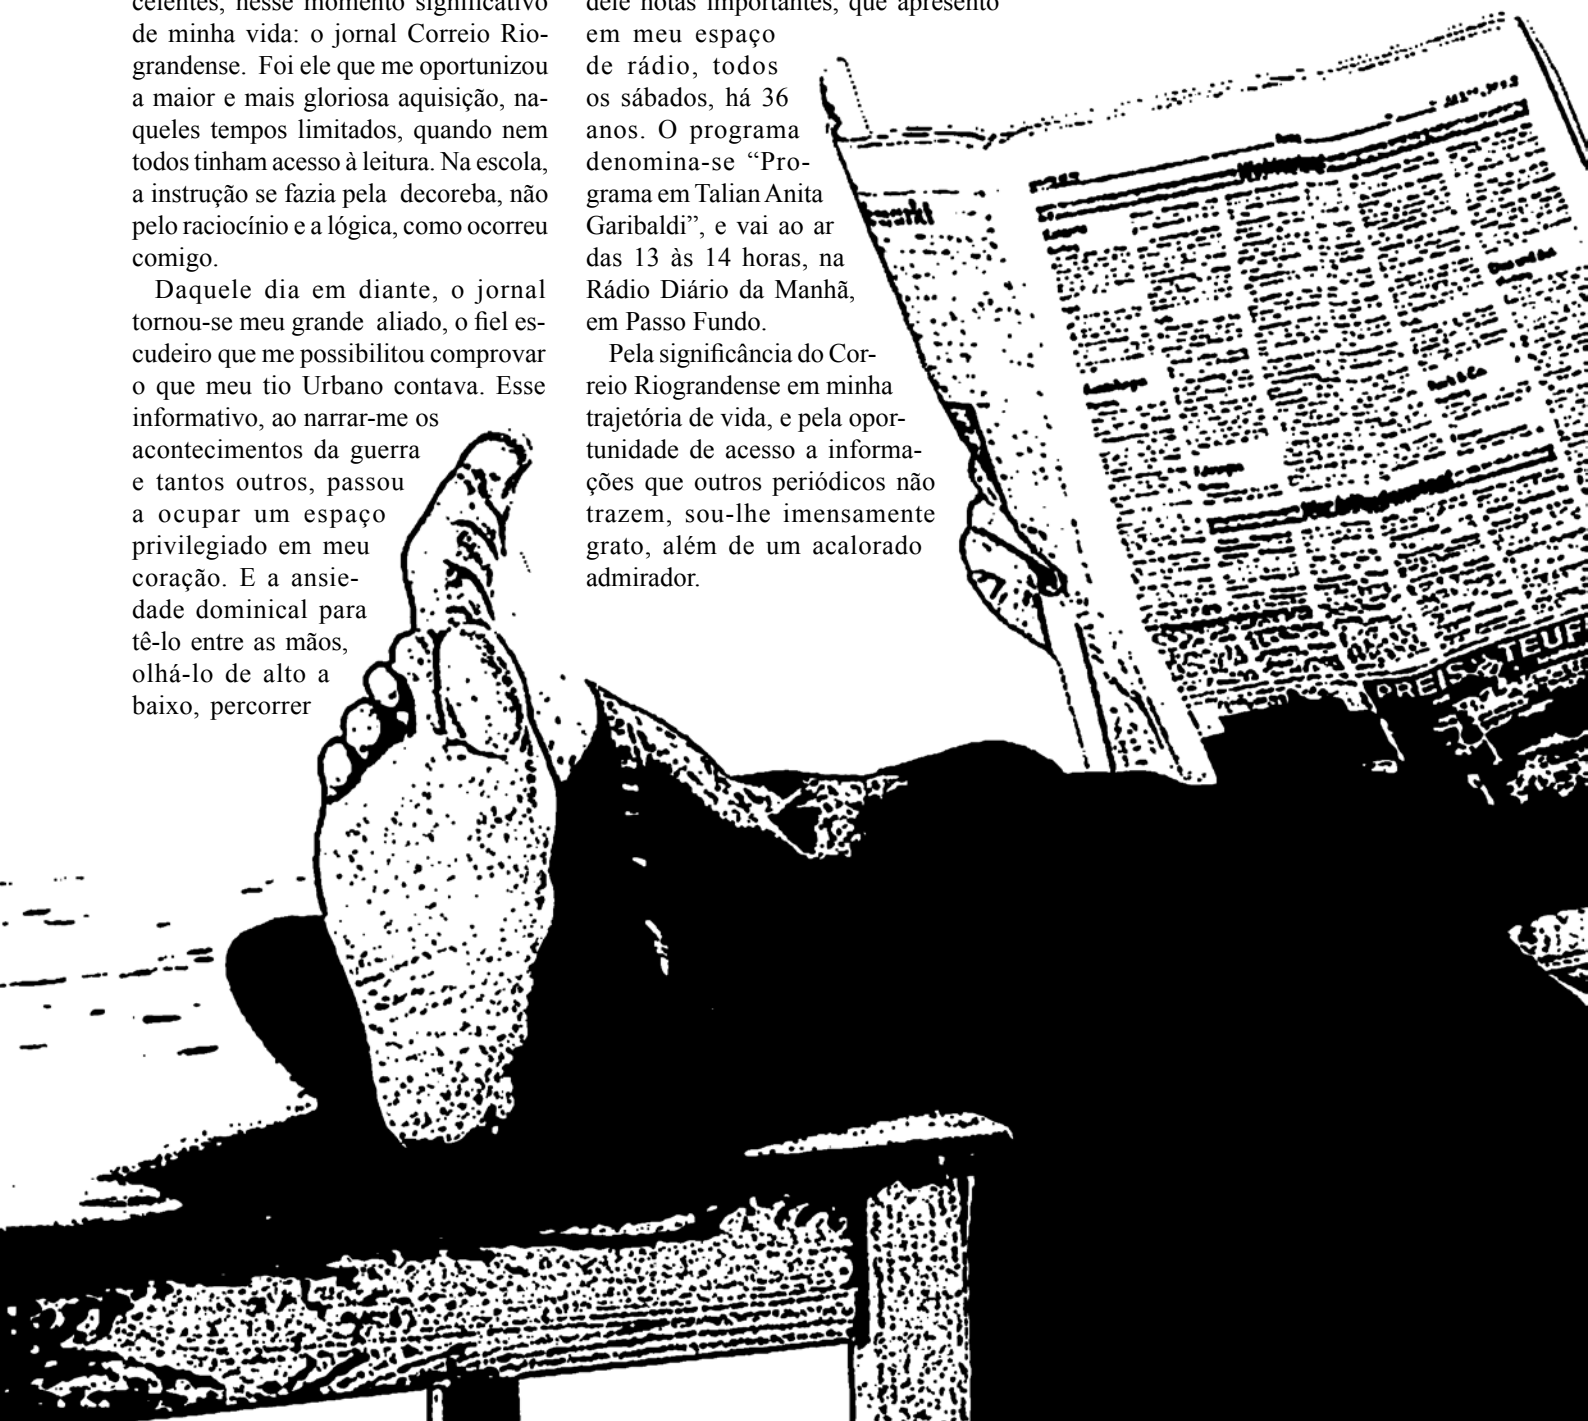 celentes, nesse momento significativo
de minha vida: o jornal Correio Rio-
grandense. Foi ele que me oportunizou
a maior e mais gloriosa aquisição, na-
queles tempos limitados, quando nem
todos tinham acesso à leitura. Na escola,
a instrução se fazia pela decoreba, não
pelo raciocínio e a lógica, como ocorreu
comigo.
Daquele dia em diante, o jornal
tornou-se meu grande aliado, o fiel es-
cudeiro que me possibilitou comprovar
o que meu tio Urbano contava. Esse
informativo, ao narrar-me os
acontecimentos da guerra
e tantos outros, passou
a ocupar um espaço
privilegiado em meu
coração. E a ansie-
dade dominical para
tê-lo entre as mãos,
olhá-lo de alto a
baixo, percorrer
dele notas importantes, que apresento
em meu espaço
de rádio, todos
os sábados, há 36
anos. O programa
denomina-se “Pro-
grama em Talian Anita
Garibaldi”, e vai ao ar
das 13 às 14 horas, na
Rádio Diário da Manhã,
em Passo Fundo.
Pela significância do Cor-
reio Riograndense em minha
trajetória de vida, e pela opor-
tunidade de acesso a informa-
ções que outros periódicos não
trazem, sou-lhe imensamente
grato, além de um acalorado
admirador.
PREIS